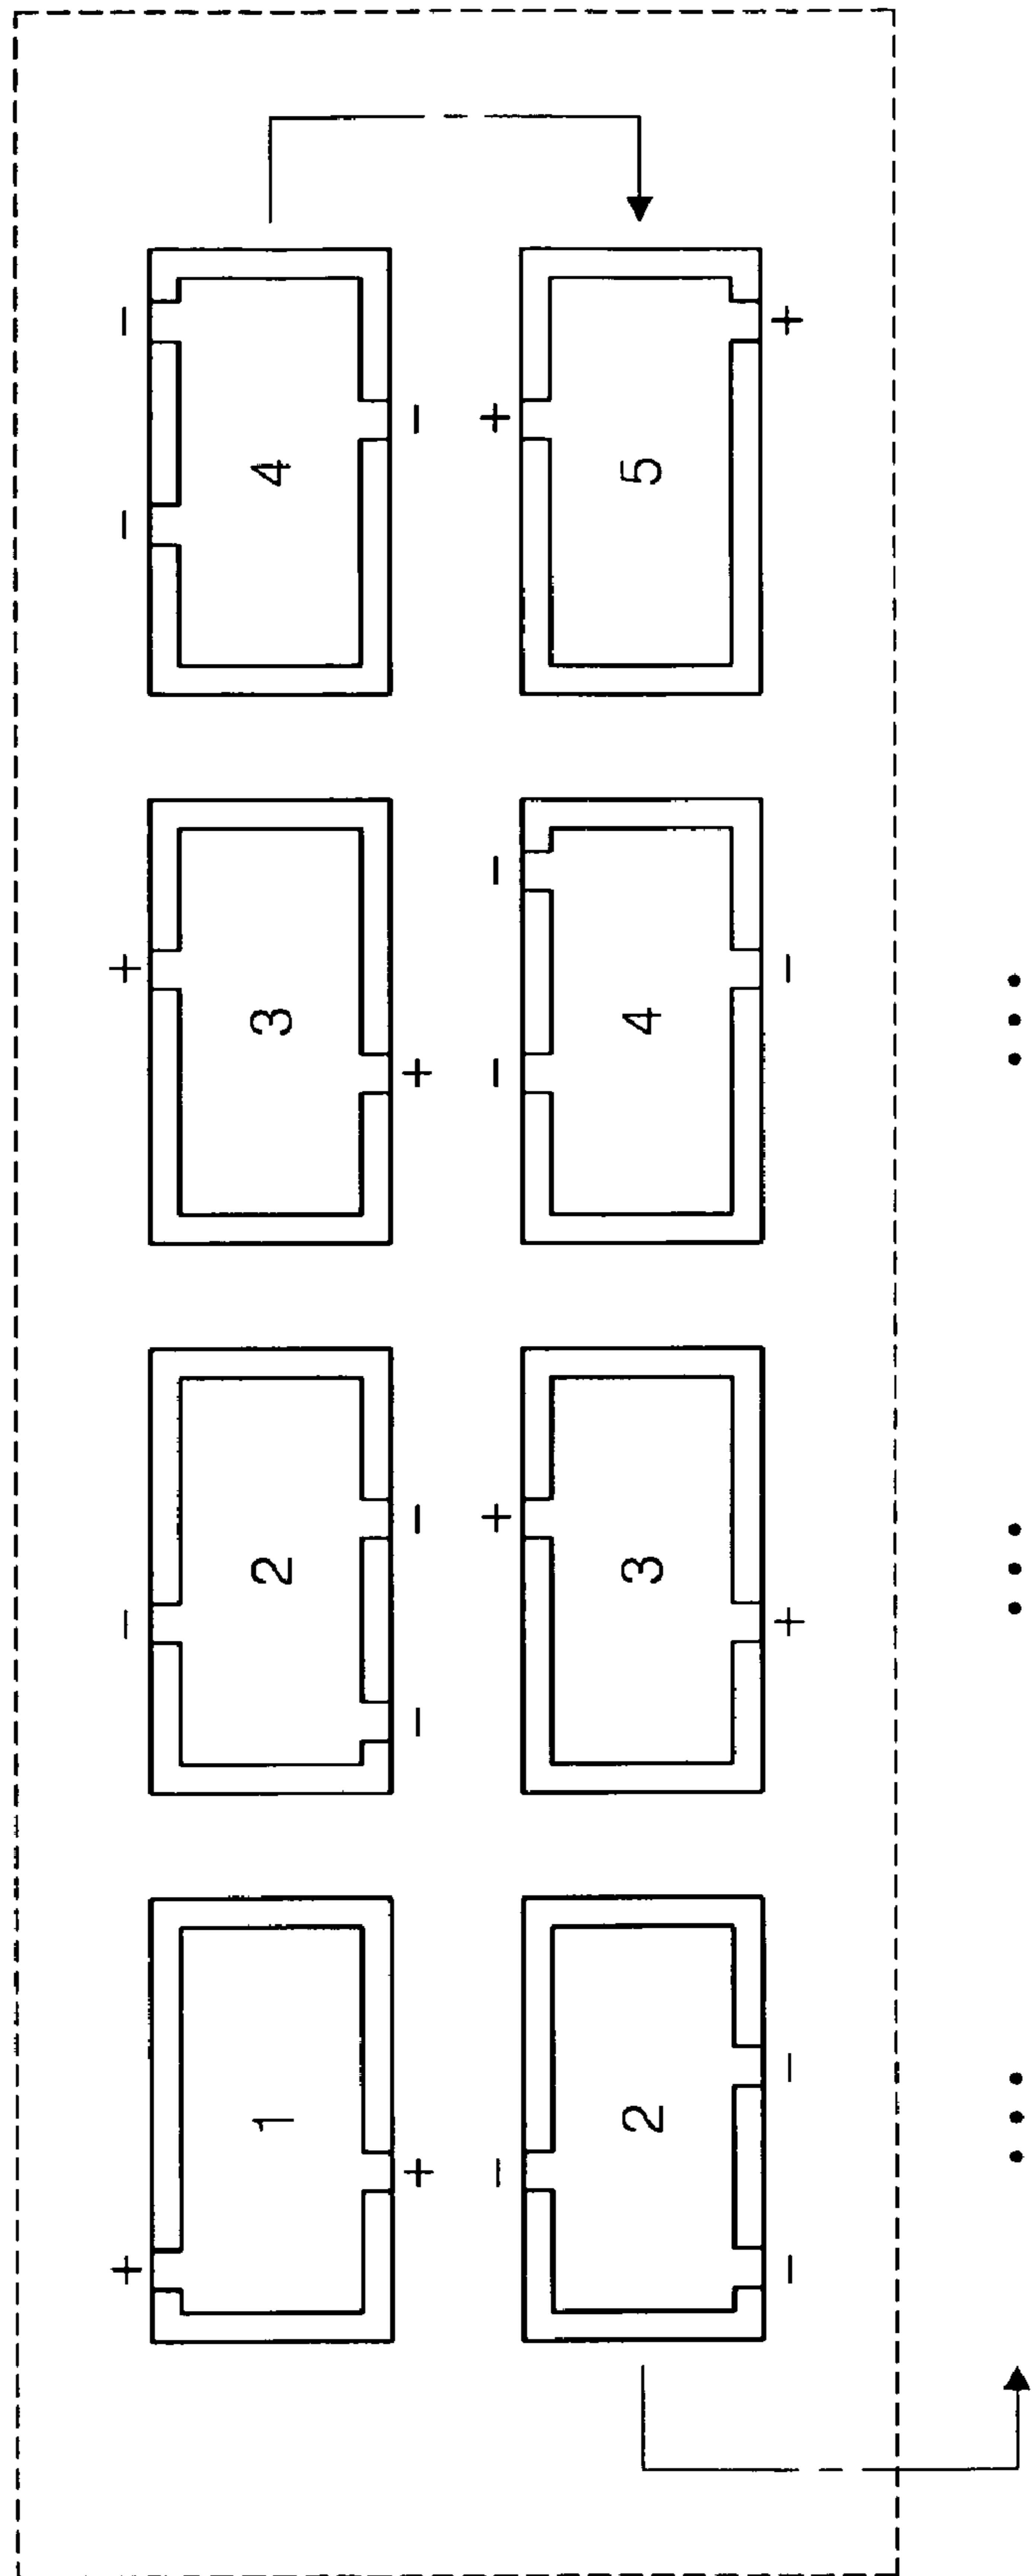 + − + − −
1 2 3 4
+ − − + −
− + − − +
2 3 4 5
− − + − +
... ... ...